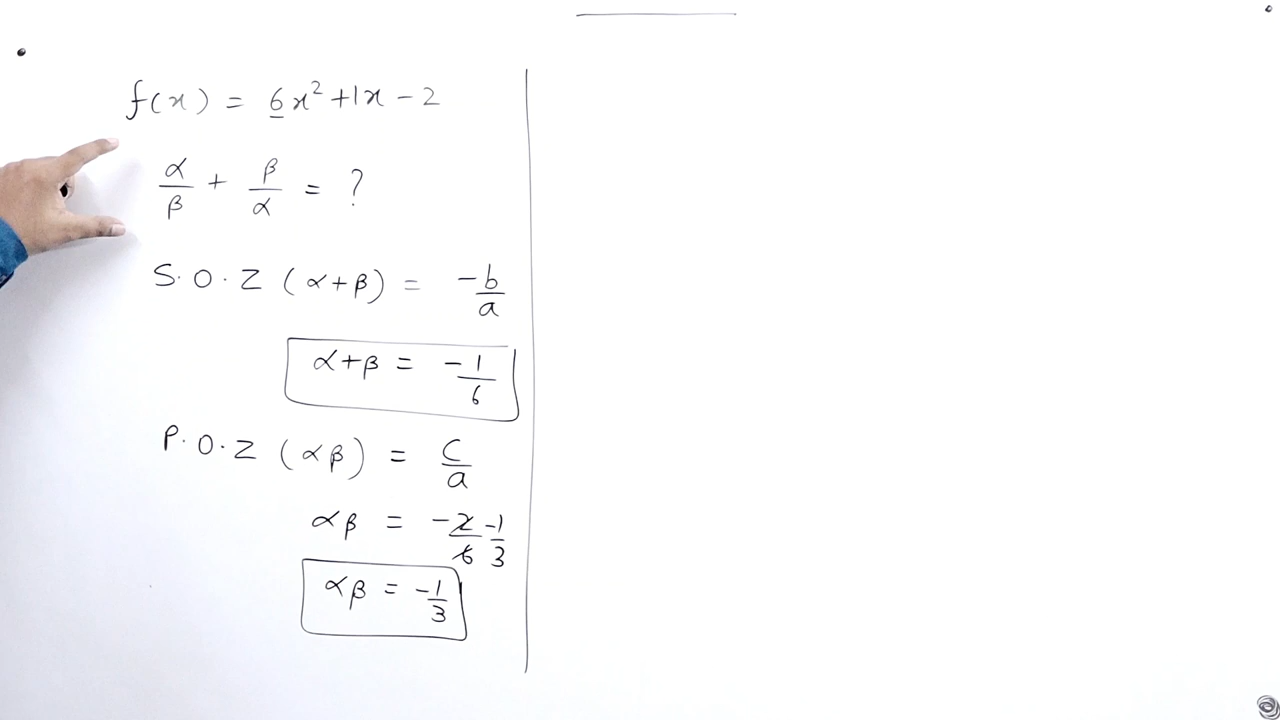 f(x) = 6x² + 1x - 2
α/β + β/α = ?
S.O.Z (α+β) = -b/a
α+β = -1/6
P.O.Z (αβ) = c/a
αβ = -2/6 -1/3
αβ = -1/3